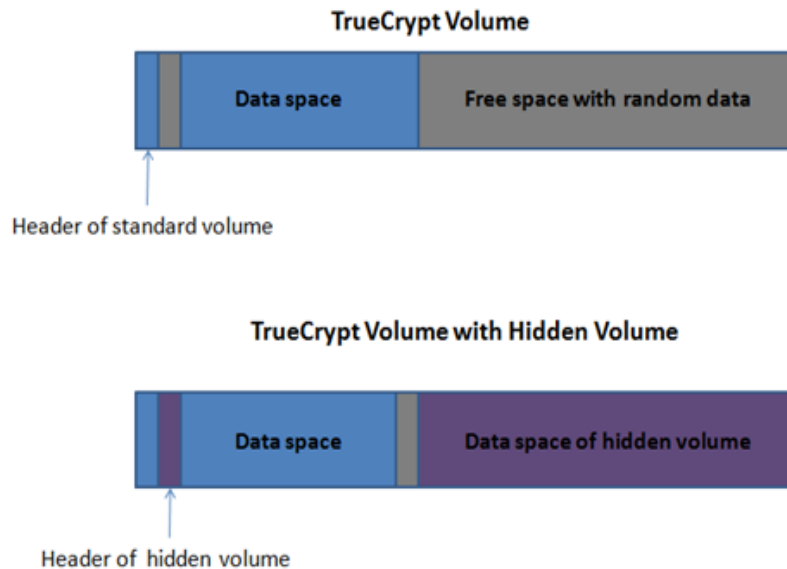 TrueCrypt Volume
Data space
Free space with random data
Header of standard volume
TrueCrypt Volume with Hidden Volume
Data space
Data space of hidden volume
Header of hidden volume